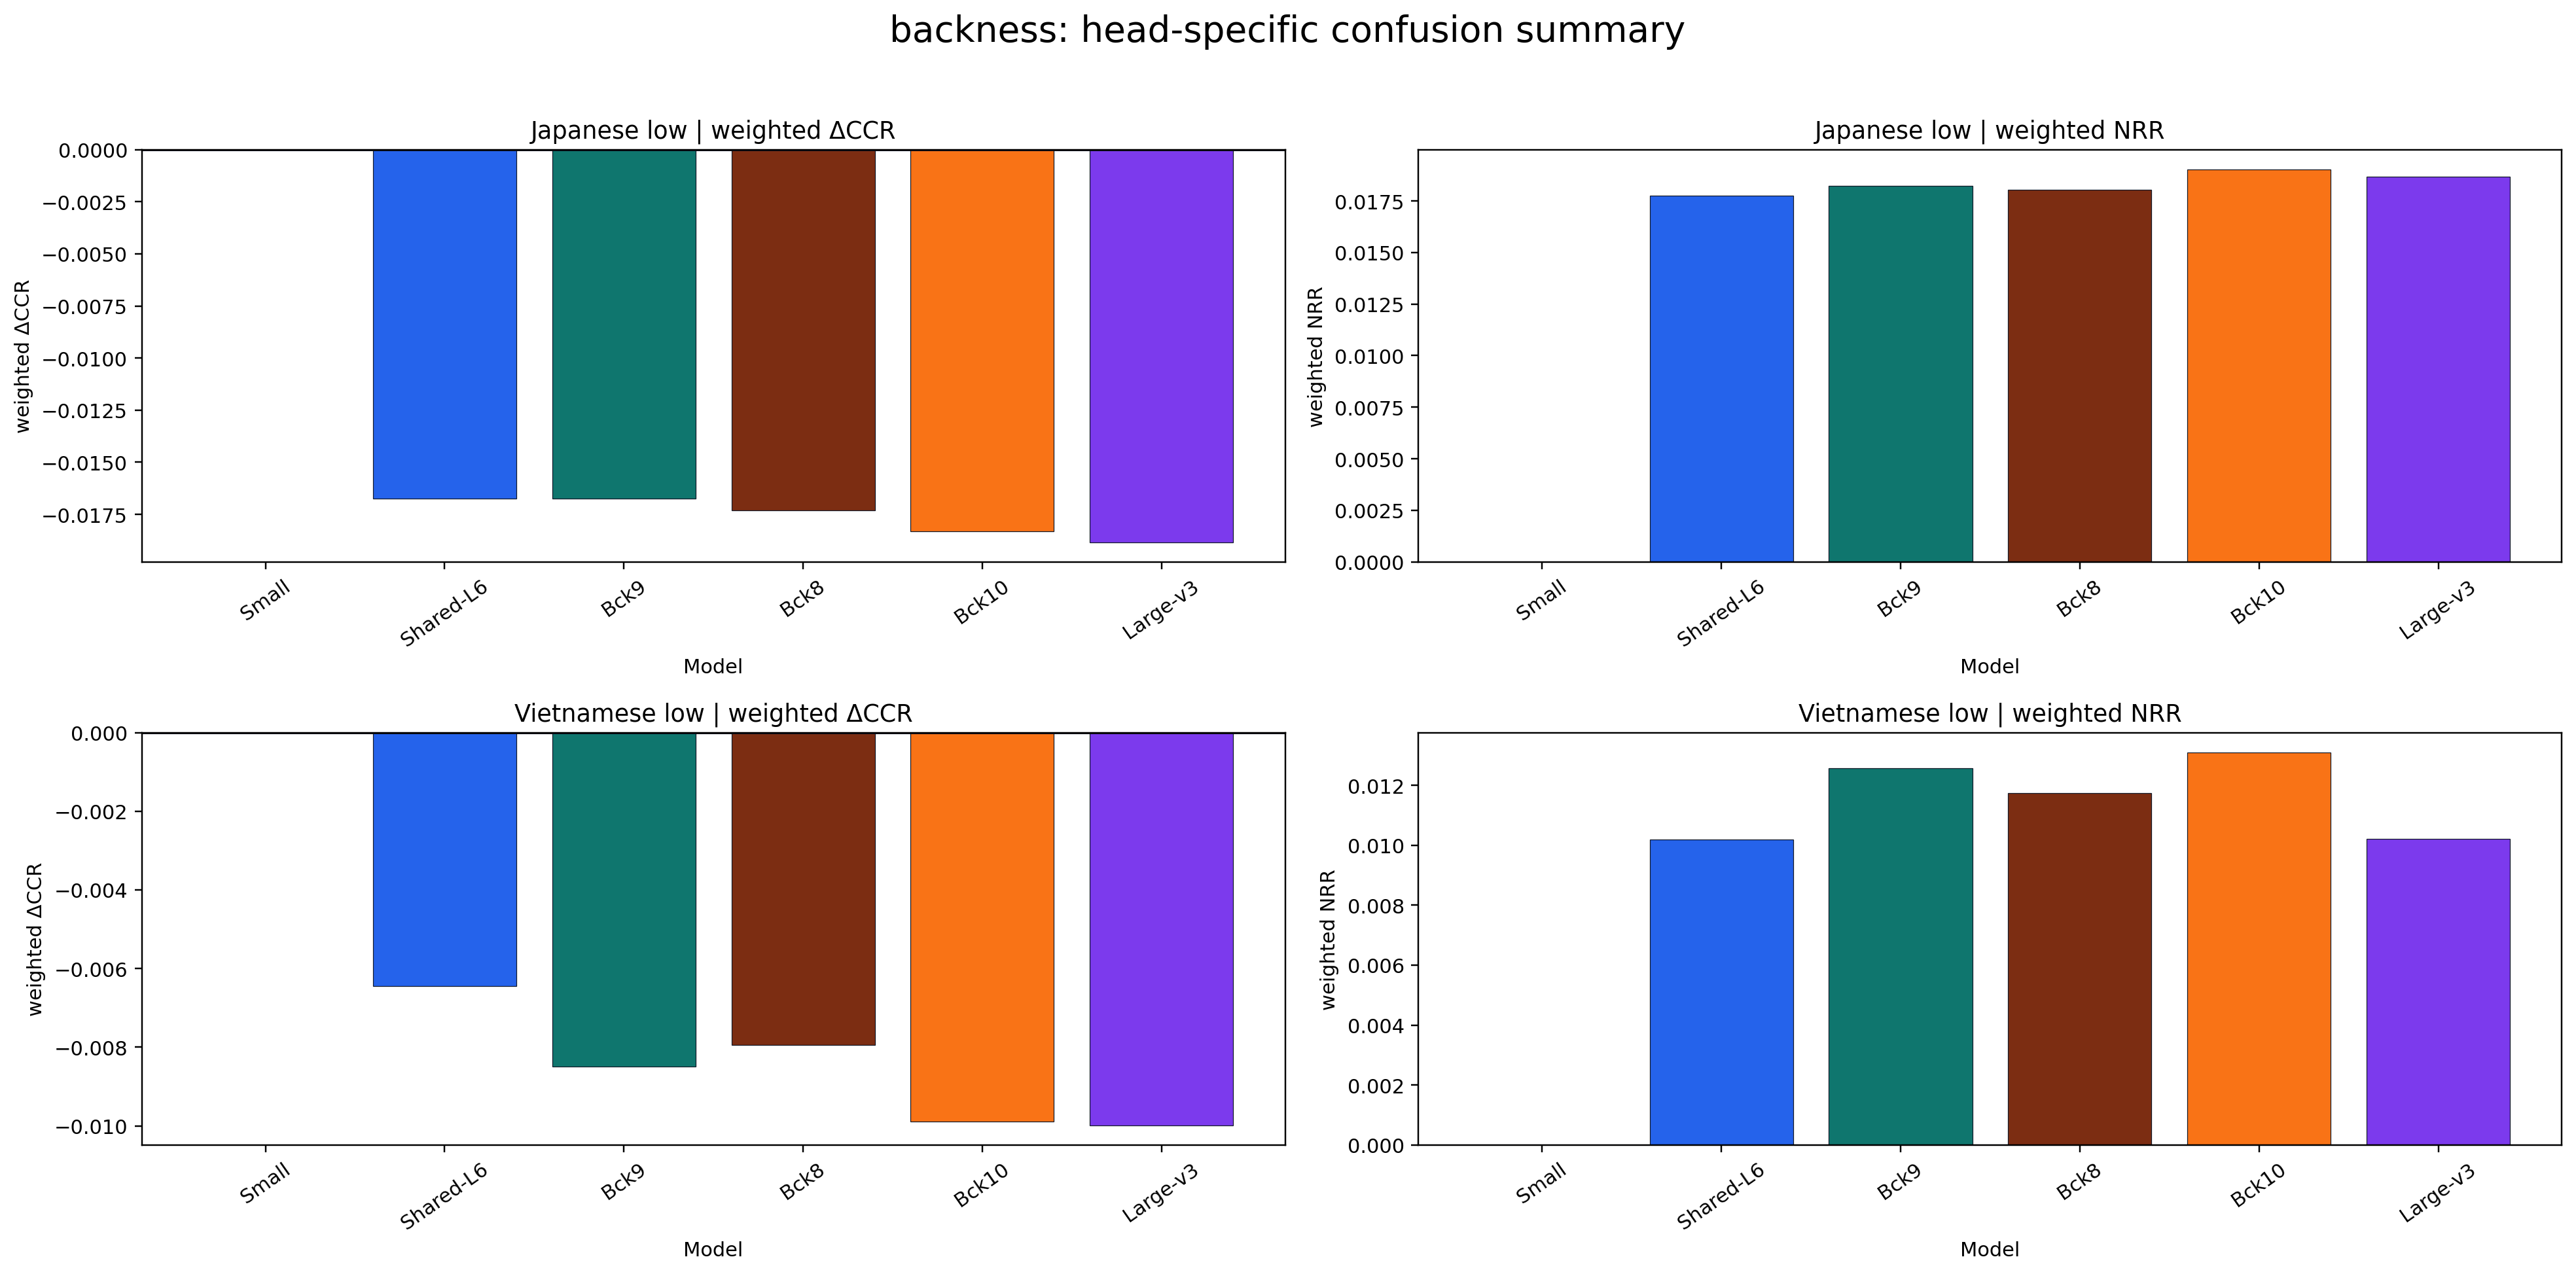 backness: head-specific confusion summary
Japanese low | weighted ΔCCR
weighted ΔCCR
0.0000
−0.0025
−0.0050
−0.0075
−0.0100
−0.0125
−0.0150
−0.0175
Small
Shared-L6
Bck9
Bck8
Bck10
Large-v3
Model
Japanese low | weighted NRR
weighted NRR
0.0175
0.0150
0.0125
0.0100
0.0075
0.0050
0.0025
0.0000
Small
Shared-L6
Bck9
Bck8
Bck10
Large-v3
Model
Vietnamese low | weighted ΔCCR
weighted ΔCCR
0.000
−0.002
−0.004
−0.006
−0.008
−0.010
Small
Shared-L6
Bck9
Bck8
Bck10
Large-v3
Model
Vietnamese low | weighted NRR
weighted NRR
0.012
0.010
0.008
0.006
0.004
0.002
0.000
Small
Shared-L6
Bck9
Bck8
Bck10
Large-v3
Model